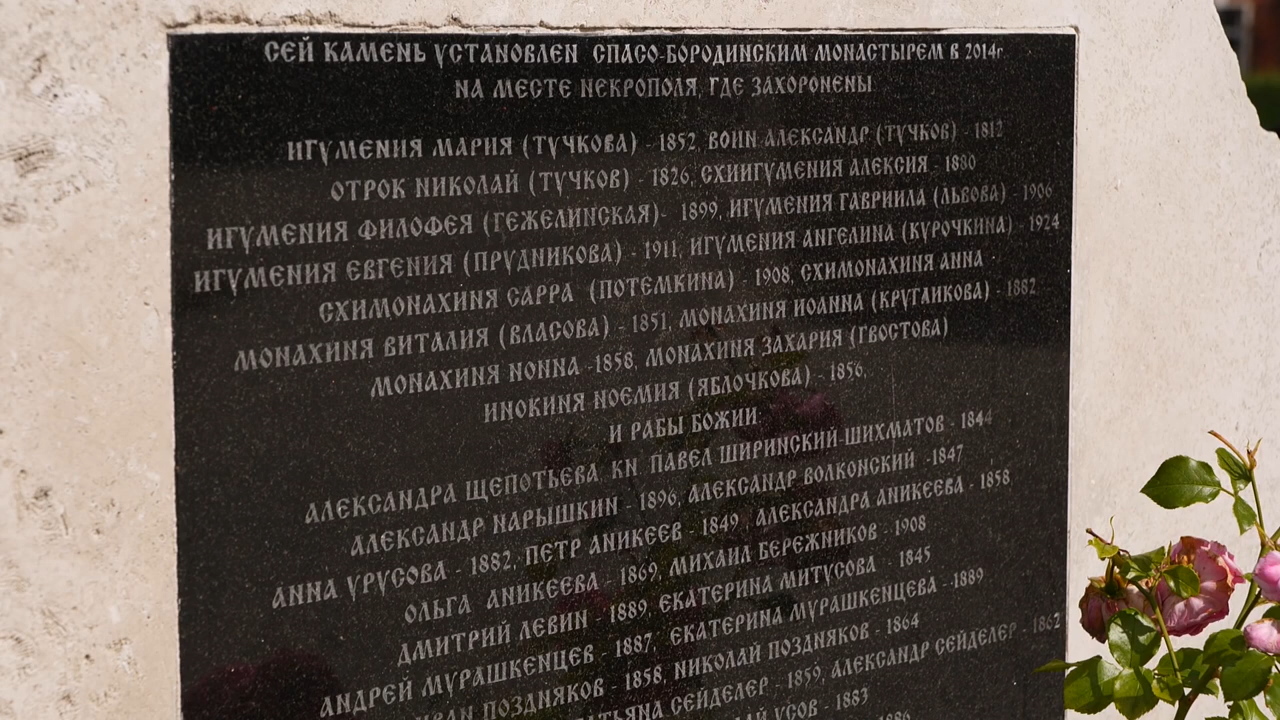 СЕЙ КАМЕНЬ УСТАНОВЛЕН СПАСО-БОРОДИНСКИМ МОНАСТЫРЕМ В 2014г
НА МЕСТЕ НЕКРОПОЛЯ, ГДЕ ЗАХОРОНЕНЫ
ИГУМЕНИЯ МАРИЯ (ТУЧКОВА) - 1852, ВОИН АЛЕКСАНДР (ТУЧКОВ) - 1812
ОТРОК НИКОЛАЙ (ТУЧКОВ) - 1826, СХИИГУМЕНИЯ АЛЕКСИЯ - 1880
ИГУМЕНИЯ ФИЛОФЕЯ (ГЕЖЕЛИНСКАЯ)- 1899, ИГУМЕНИЯ ГАВРИИЛА (ЛЬВОВА) - 1906
ИГУМЕНИЯ ЕВГЕНИЯ (ПРУДНИКОВА) - 1911, ИГУМЕНИЯ АНГЕЛИНА (КУРОЧКИНА) - 1924
СХИМОНАХИНЯ САРРА (ПОТЕМКИНА) - 1908, СХИМОНАХИНЯ АННА -
МОНАХИНЯ ВИТАЛИЯ (ВЛАСОВА) - 1851, МОНАХИНЯ ИОАННА (КРУГЛИКОВА) - 1882
МОНАХИНЯ НОННА -1858, МОНАХИНЯ ЗАХАРИЯ (ГВОСТОВА)
ИНОКИНЯ НОЕМИЯ (ЯБЛОЧКОВА) - 1856,
И РАБЫ БОЖИИ
АЛЕКСАНДРА ЩЕПОТЬЕВА, КН. ПАВЕЛ ШИРИНСКИЙ-ШИХМАТОВ - 1844
АЛЕКСАНДР НАРЫШКИН - 1896, АЛЕКСАНДР ВОЛКОНСКИЙ -1847
АННА УРУСОВА - 1882, ПЕТР АНИКЕЕВ - 1849, АЛЕКСАНДРА АНИКЕЕВА - 1858
ОЛЬГА АНИКЕЕВА - 1869, МИХАИЛ БЕРЕЖНИКОВ - 1908
ДМИТРИЙ ЛЕВИН - 1889, ЕКАТЕРИНА МИТУСОВА - 1845
АНДРЕЙ МУРАШКЕНЦЕВ - 1887, ЕКАТЕРИНА МУРАШКЕНЦЕВА - 1889
ПОЗДНЯКОВ - 1858, НИКОЛАЙ ПОЗДНЯКОВ - 1864
СЕЙДЕЛЕР - 1859, АЛЕКСАНДР СЕЙДЕЛЕР - 1862
УСОВ - 1883